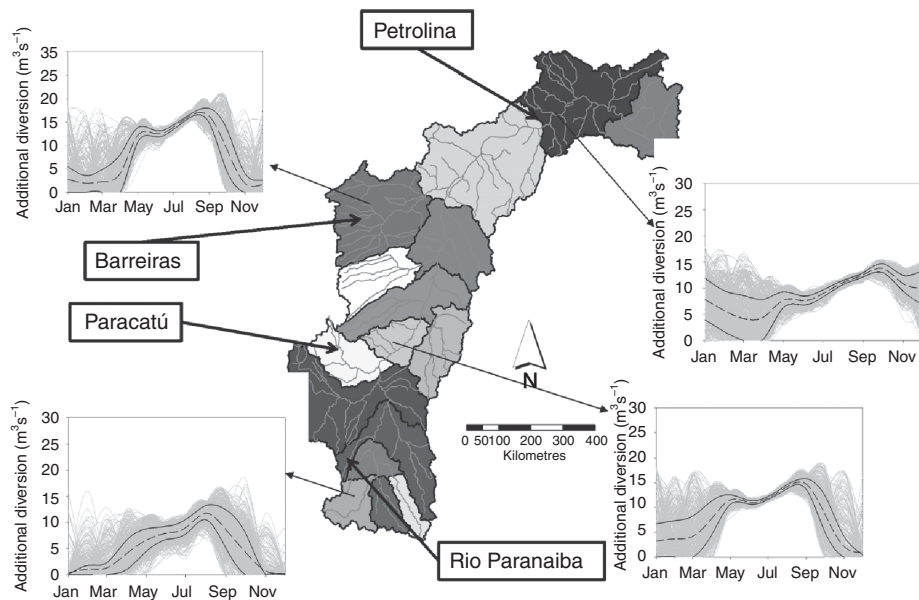 Petrolina
Additional diversion (m³s⁻¹)
35
30
25
20
15
10
5
0
Jan Mar May Jul Sep Nov
Barreiras
Additional diversion (m³s⁻¹)
30
25
20
15
10
5
0
Jan Mar May Jul Sep Nov
Paracatú
N
0 50100 200 300 400
Kilometres
Additional diversion (m³s⁻¹)
30
25
20
15
10
5
0
Jan Mar May Jul Sep Nov
Additional diversion (m³s⁻¹)
30
25
20
15
10
5
0
Jan Mar May Jul Sep Nov
Rio Paranaiba